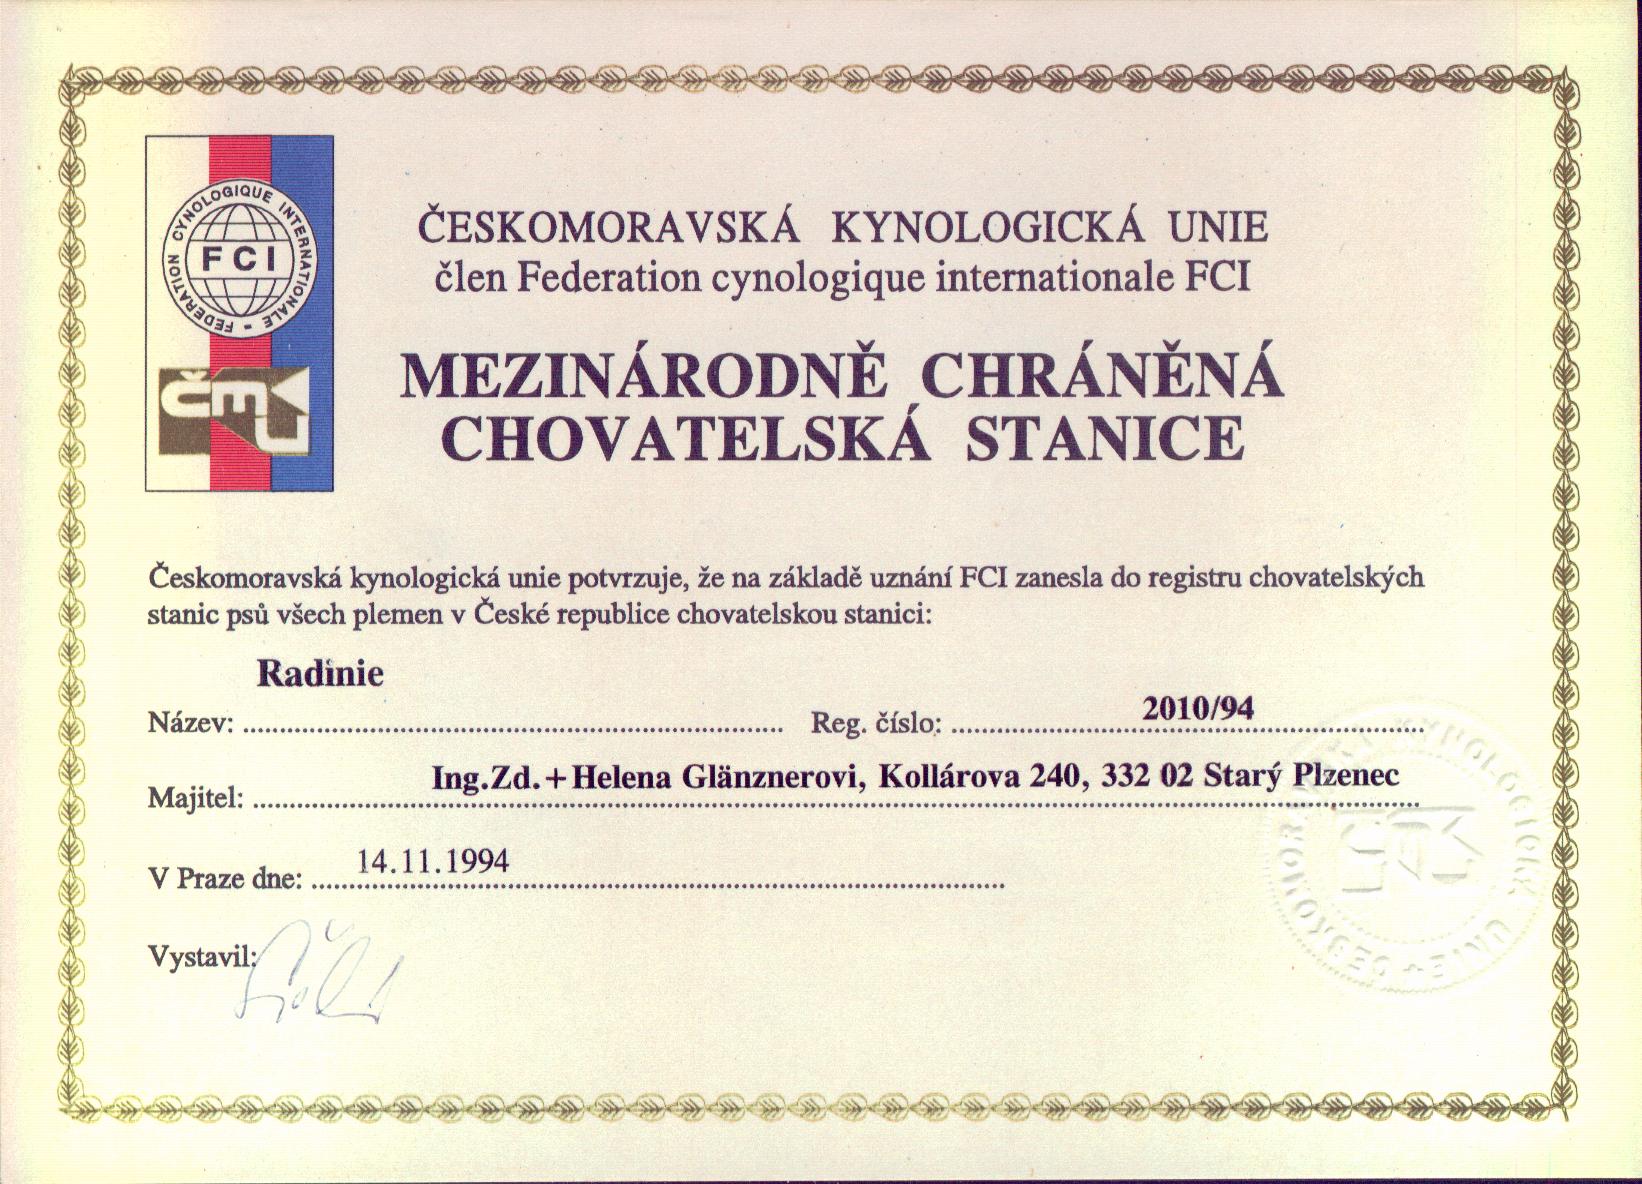 FEDERATION CYNOLOGIQUE INTERNATIONALE -
FCI
ČMKU
ČESKOMORAVSKÁ KYNOLOGICKÁ UNIE
člen Federation cynologique internationale FCI
MEZINÁRODNĚ CHRÁNĚNÁ
CHOVATELSKÁ STANICE
Českomoravská kynologická unie potvrzuje, že na základě uznání FCI zanesla do registru chovatelských
stanic psů všech plemen v České republice chovatelskou stanici:
Radinie
Název: Reg. číslo: 2010/94
Majitel: Ing.Zd.+Helena Glänznerovi, Kollárova 240, 332 02 Starý Plzenec
V Praze dne: 14.11.1994
Vystavil:
ČESKOMORAVSKÁ KYNOLOGICKÁ UNIE